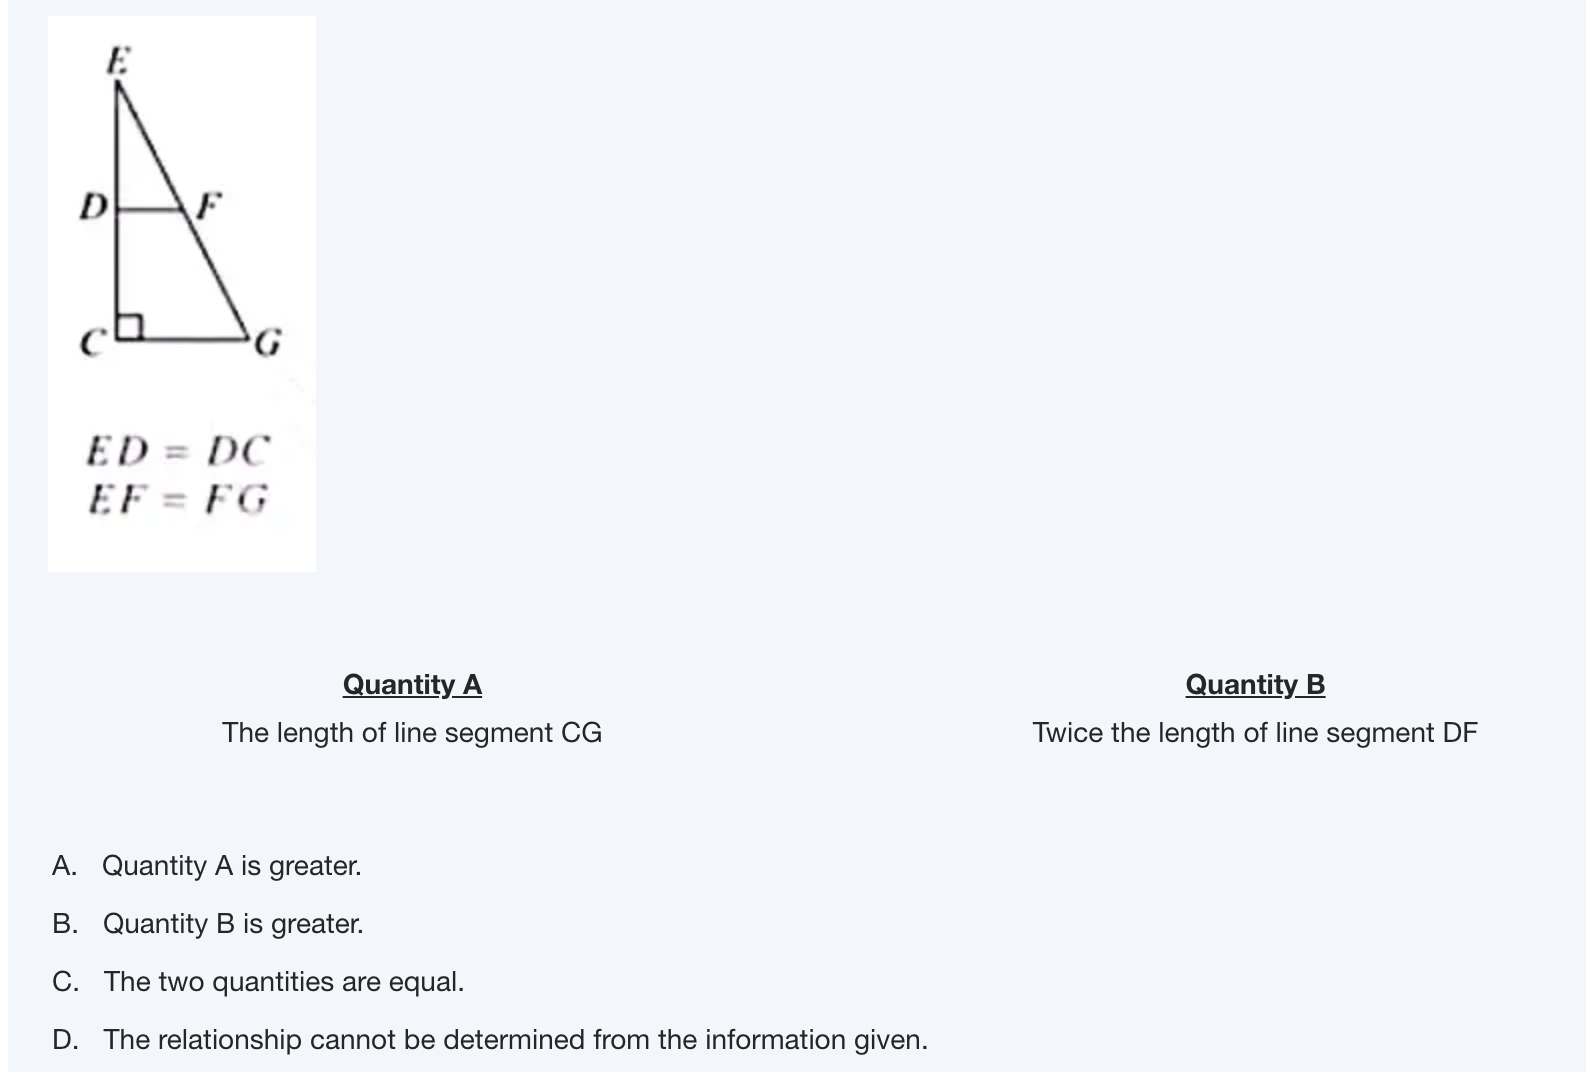 E
D F
C G
ED = DC
EF = FG
Quantity A Quantity B
The length of line segment CG Twice the length of line segment DF
A. Quantity A is greater.
B. Quantity B is greater.
C. The two quantities are equal.
D. The relationship cannot be determined from the information given.